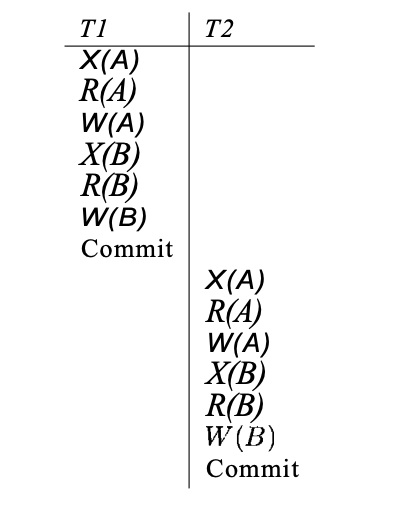 T1 T2
X(A)
R(A)
W(A)
X(B)
R(B)
W(B)
Commit
X(A)
R(A)
W(A)
X(B)
R(B)
W(B)
Commit